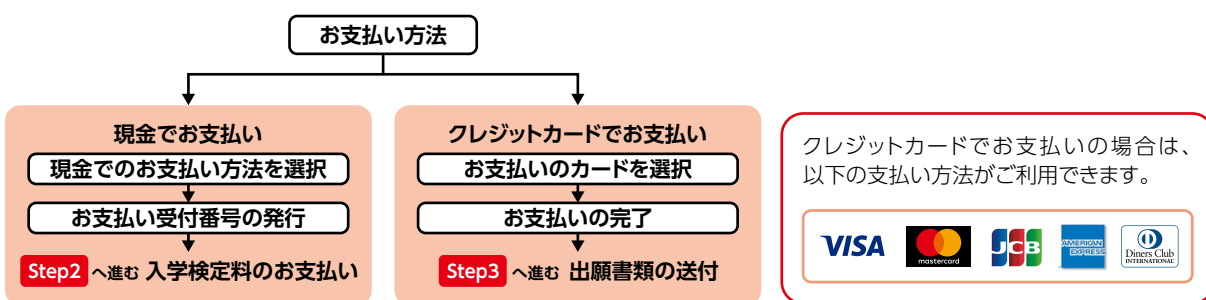 お支払い方法
現金でお支払い
現金でのお支払い方法を選択
お支払い受付番号の発行
Step2 へ進む 入学検定料のお支払い
クレジットカードでお支払い
お支払いのカードを選択
お支払いの完了
Step3 へ進む 出願書類の送付
クレジットカードでお支払いの場合は、
以下の支払い方法がご利用できます。
VISA
mastercard
JCB
AMERICAN
EXPRESS
Diners Club
INTERNATIONAL